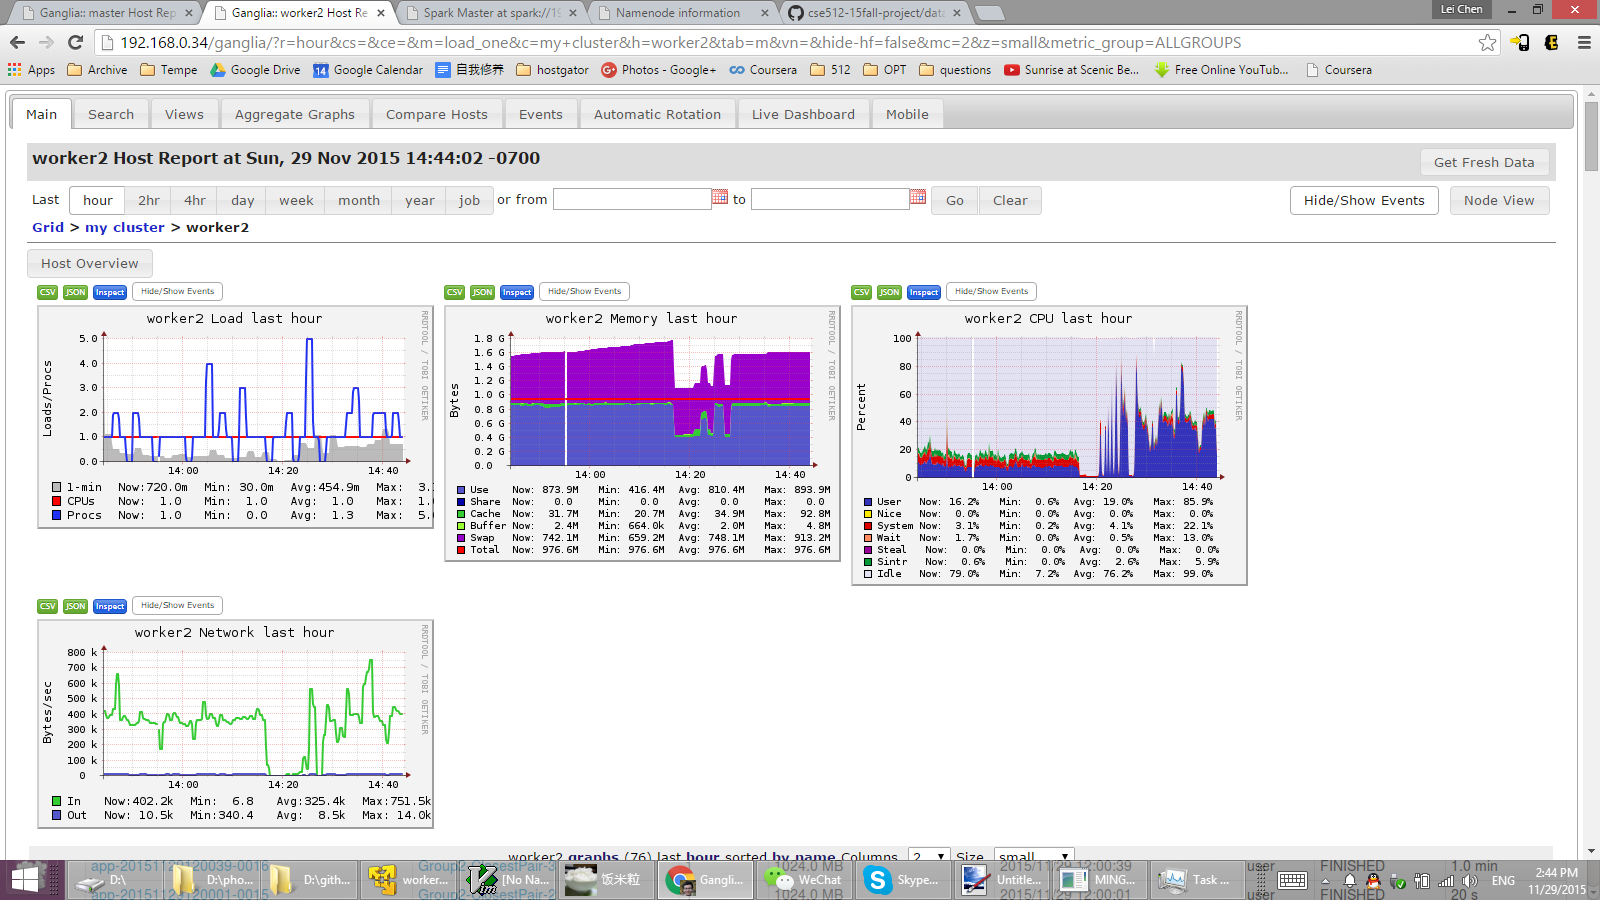 Ganglia:: master Host Rep
Ganglia:: worker2 Host Re
Spark Master at spark://19
Namenode information
cse512-15fall-project/data
Lei Chen
192.168.0.34/ganglia/?r=hour&cs=&ce=&m=load_one&c=my+cluster&h=worker2&tab=m&vn=&hide-hf=false&mc=2&z=small&metric_group=ALLGROUPS
Apps Archive Tempe Google Drive Google Calendar 自我修养 hostgator Photos - Google+ Coursera 512 OPT questions Sunrise at Scenic Be... Free Online YouTub... Coursera
Main Search Views Aggregate Graphs Compare Hosts Events Automatic Rotation Live Dashboard Mobile
worker2 Host Report at Sun, 29 Nov 2015 14:44:02 -0700
Get Fresh Data
Last hour 2hr 4hr day week month year job or from to Go Clear Hide/Show Events Node View
Grid > my cluster > worker2
Host Overview
CSV JSON Inspect Hide/Show Events
worker2 Load last hour
RRDTOOL / TOBI OETIKER
Loads/Procs
5.0
4.0
3.0
2.0
1.0
0.0
14:00 14:20 14:40
1-min Now:720.0m Min: 30.0m Avg:454.9m Max: 3.
CPUs Now: 1.0 Min: 1.0 Avg: 1.0 Max: 1.
Procs Now: 1.0 Min: 0.0 Avg: 1.3 Max: 5.
CSV JSON Inspect Hide/Show Events
worker2 Memory last hour
RRDTOOL / TOBI OETIKER
Bytes
1.8 G
1.6 G
1.4 G
1.2 G
1.0 G
0.8 G
0.6 G
0.4 G
0.2 G
0.0
14:00 14:20 14:40
Use Now: 873.9M Min: 416.4M Avg: 810.4M Max: 893.9M
Share Now: 0.0 Min: 0.0 Avg: 0.0 Max: 0.0
Cache Now: 31.7M Min: 20.7M Avg: 34.9M Max: 92.8M
Buffer Now: 2.4M Min: 664.0k Avg: 2.0M Max: 4.8M
Swap Now: 742.1M Min: 659.2M Avg: 748.1M Max: 913.2M
Total Now: 976.6M Min: 976.6M Avg: 976.6M Max: 976.6M
CSV JSON Inspect Hide/Show Events
worker2 CPU last hour
RRDTOOL / TOBI OETIKER
Percent
100
80
60
40
20
0
14:00 14:20 14:40
User Now: 16.2% Min: 0.6% Avg: 19.0% Max: 85.9%
Nice Now: 0.0% Min: 0.0% Avg: 0.0% Max: 0.0%
System Now: 3.1% Min: 0.2% Avg: 4.1% Max: 22.1%
Wait Now: 1.7% Min: 0.0% Avg: 0.5% Max: 13.0%
Steal Now: 0.0% Min: 0.0% Avg: 0.0% Max: 0.0%
Sintr Now: 0.6% Min: 0.0% Avg: 2.6% Max: 5.9%
Idle Now: 79.0% Min: 7.2% Avg: 76.2% Max: 99.0%
CSV JSON Inspect Hide/Show Events
worker2 Network last hour
RRDTOOL / TOBI OETIKER
Bytes/sec
800 k
700 k
600 k
500 k
400 k
300 k
200 k
100 k
0
14:00 14:20 14:40
In Now:402.2k Min: 6.8 Avg:325.4k Max:751.5k
Out Now: 10.5k Min:340.4 Avg: 8.5k Max: 14.0k
worker2 graphs (76) last hour sorted by name Columns 2 Size small
app-20151129120039-0016 Group2-ClosestPair-3 1024.0 MB 2015/11/29 12:00:39 user FINISHED 1.0 min
D:\ D:\pho... D:\gith... worker... [No Na... 饭米粒 Gangli... WeChat Skype... Untitle... MING... Task ... ENG 2:44 PM
11/29/2015
app-20151129120001-0015 Group2-ClosestPair-2 1024.0 MB 2015/11/29 12:00:01 user FINISHED 20 s